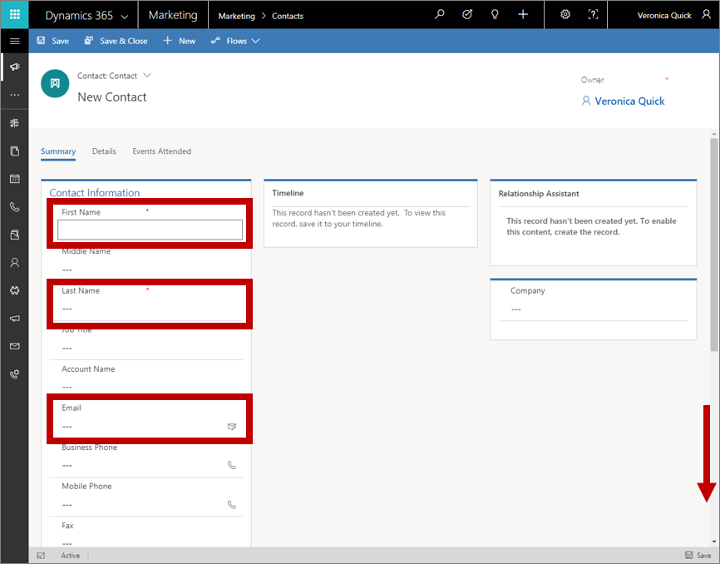 Dynamics 365
Marketing
Marketing > Contacts
Veronica Quick
Save
Save & Close
New
Flows
Contact: Contact
New Contact
Owner *
Veronica Quick
Summary
Details
Events Attended
Contact Information
First Name *
Middle Name
---
Last Name *
---
Job Title
---
Account Name
---
Email
---
Business Phone
---
Mobile Phone
---
Fax
---
Timeline
This record hasn't been created yet. To view
this record, save it to your timeline.
Relationship Assistant
This record hasn't been created yet. To enable
this content, create the record.
Company
---
Active
Save